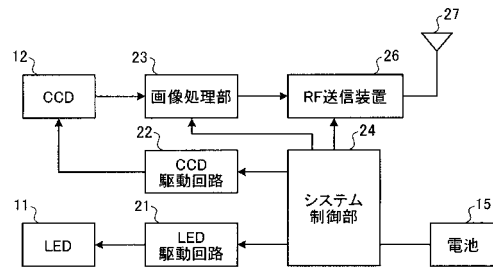 27
12
23
26
CCD
画像処理部
RF送信装置
22
24
CCD
駆動回路
システム
制御部
11
21
15
LED
LED
駆動回路
電池